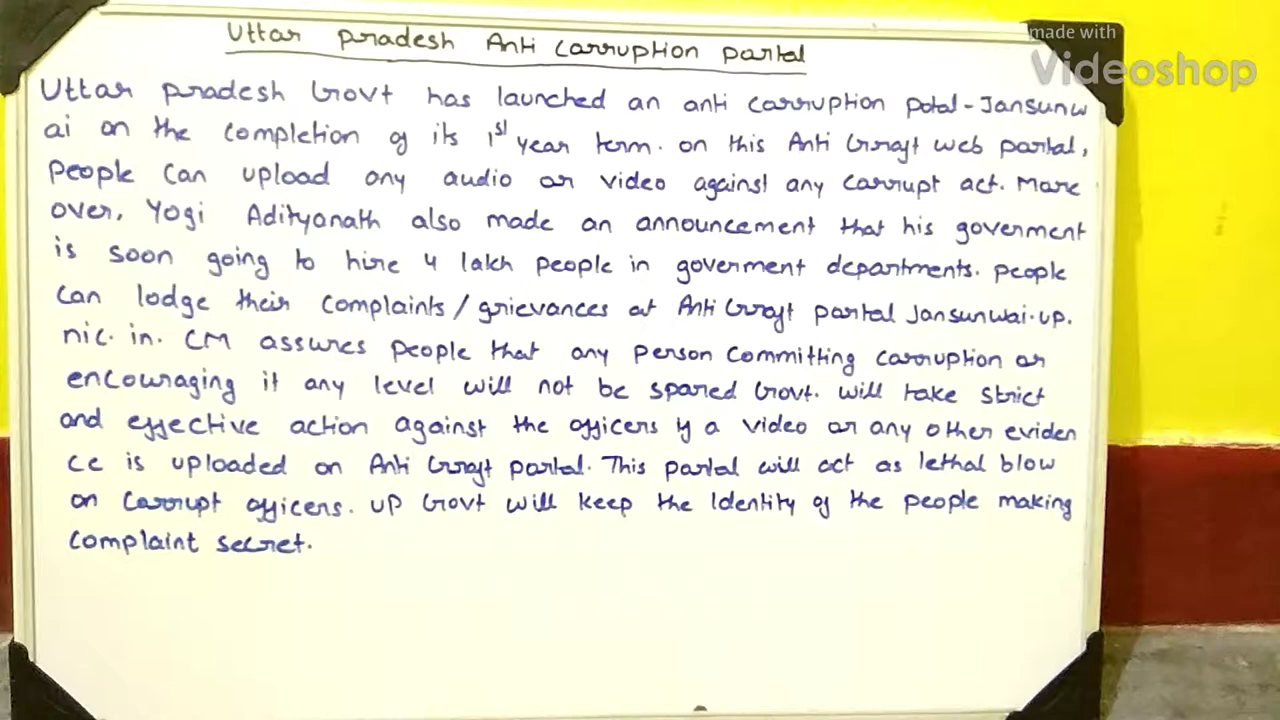 made with
Videoshop
Uttar pradesh Anti Carruption partal
Uttar pradesh Govt has launched an anti carruption potal - Jansunw
ai on the completion of its 1st year term. on this Anti Graft web partal,
People can upload any audio or video against any carrupt act. More
over, Yogi Adityanath also made an announcement that his goverment
is soon going to hire 4 lakh people in goverment departments. people
can lodge their complaints / grievances at Anti Graft partal Jansunwai.up.
nic. in. CM assures people that any person committing carruption or
encouraging it any level will not be spared Govt. will take strict
and effective action against the officers if a video or any other eviden
ce is uploaded on Anti Graft partal. This partal will act as lethal blow
on carrupt officers. UP Govt will keep the Identity of the people making
complaint secret.